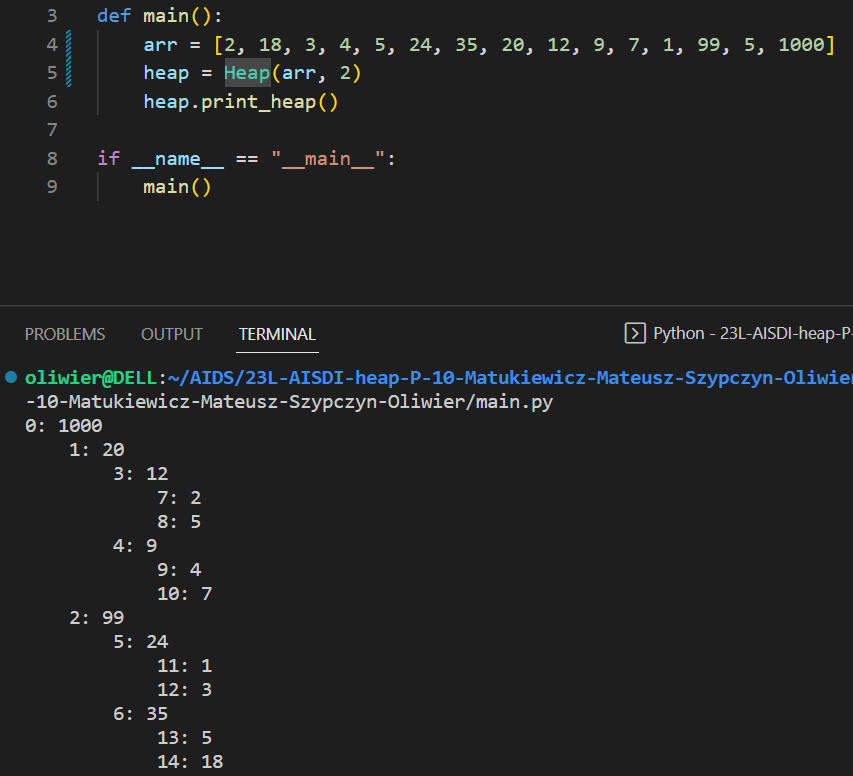 3 def main():
4 arr = [2, 18, 3, 4, 5, 24, 35, 20, 12, 9, 7, 1, 99, 5, 1000]
5 heap = Heap(arr, 2)
6 heap.print_heap()
7
8 if __name__ == "__main__":
9 main()
PROBLEMS OUTPUT TERMINAL Python - 23L-AISDI-heap-P-
oliwier@DELL:~/AIDS/23L-AISDI-heap-P-10-Matukiewicz-Mateusz-Szypczyn-Oliwier
-10-Matukiewicz-Mateusz-Szypczyn-Oliwier/main.py
0: 1000
1: 20
3: 12
7: 2
8: 5
4: 9
9: 4
10: 7
2: 99
5: 24
11: 1
12: 3
6: 35
13: 5
14: 18